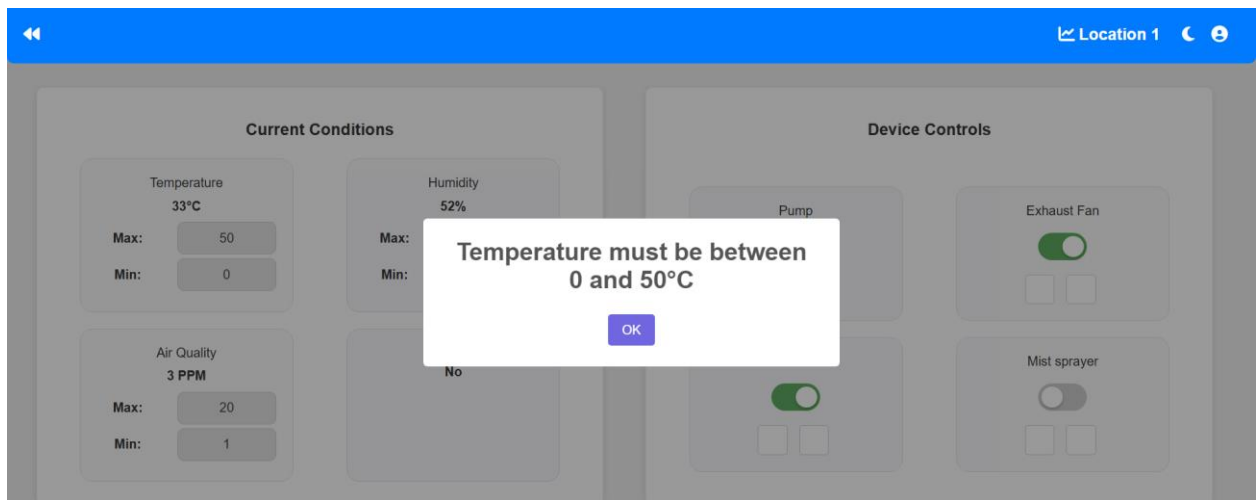 Location 1
Current Conditions
Temperature
33°C
Max: 50
Min: 0
Humidity
52%
Max:
Min:
Air Quality
3 PPM
Max: 20
Min: 1
No
Device Controls
Pump
Exhaust Fan
Mist sprayer
Temperature must be between
0 and 50°C
OK